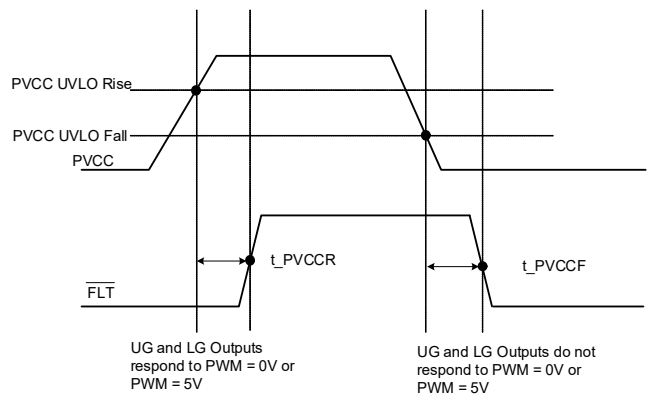 PVCC UVLO Rise
PVCC UVLO Fall
PVCC
t_PVCCR
t_PVCCF
FLT
UG and LG Outputs
respond to PWM = 0V or
PWM = 5V
UG and LG Outputs do not
respond to PWM = 0V or
PWM = 5V